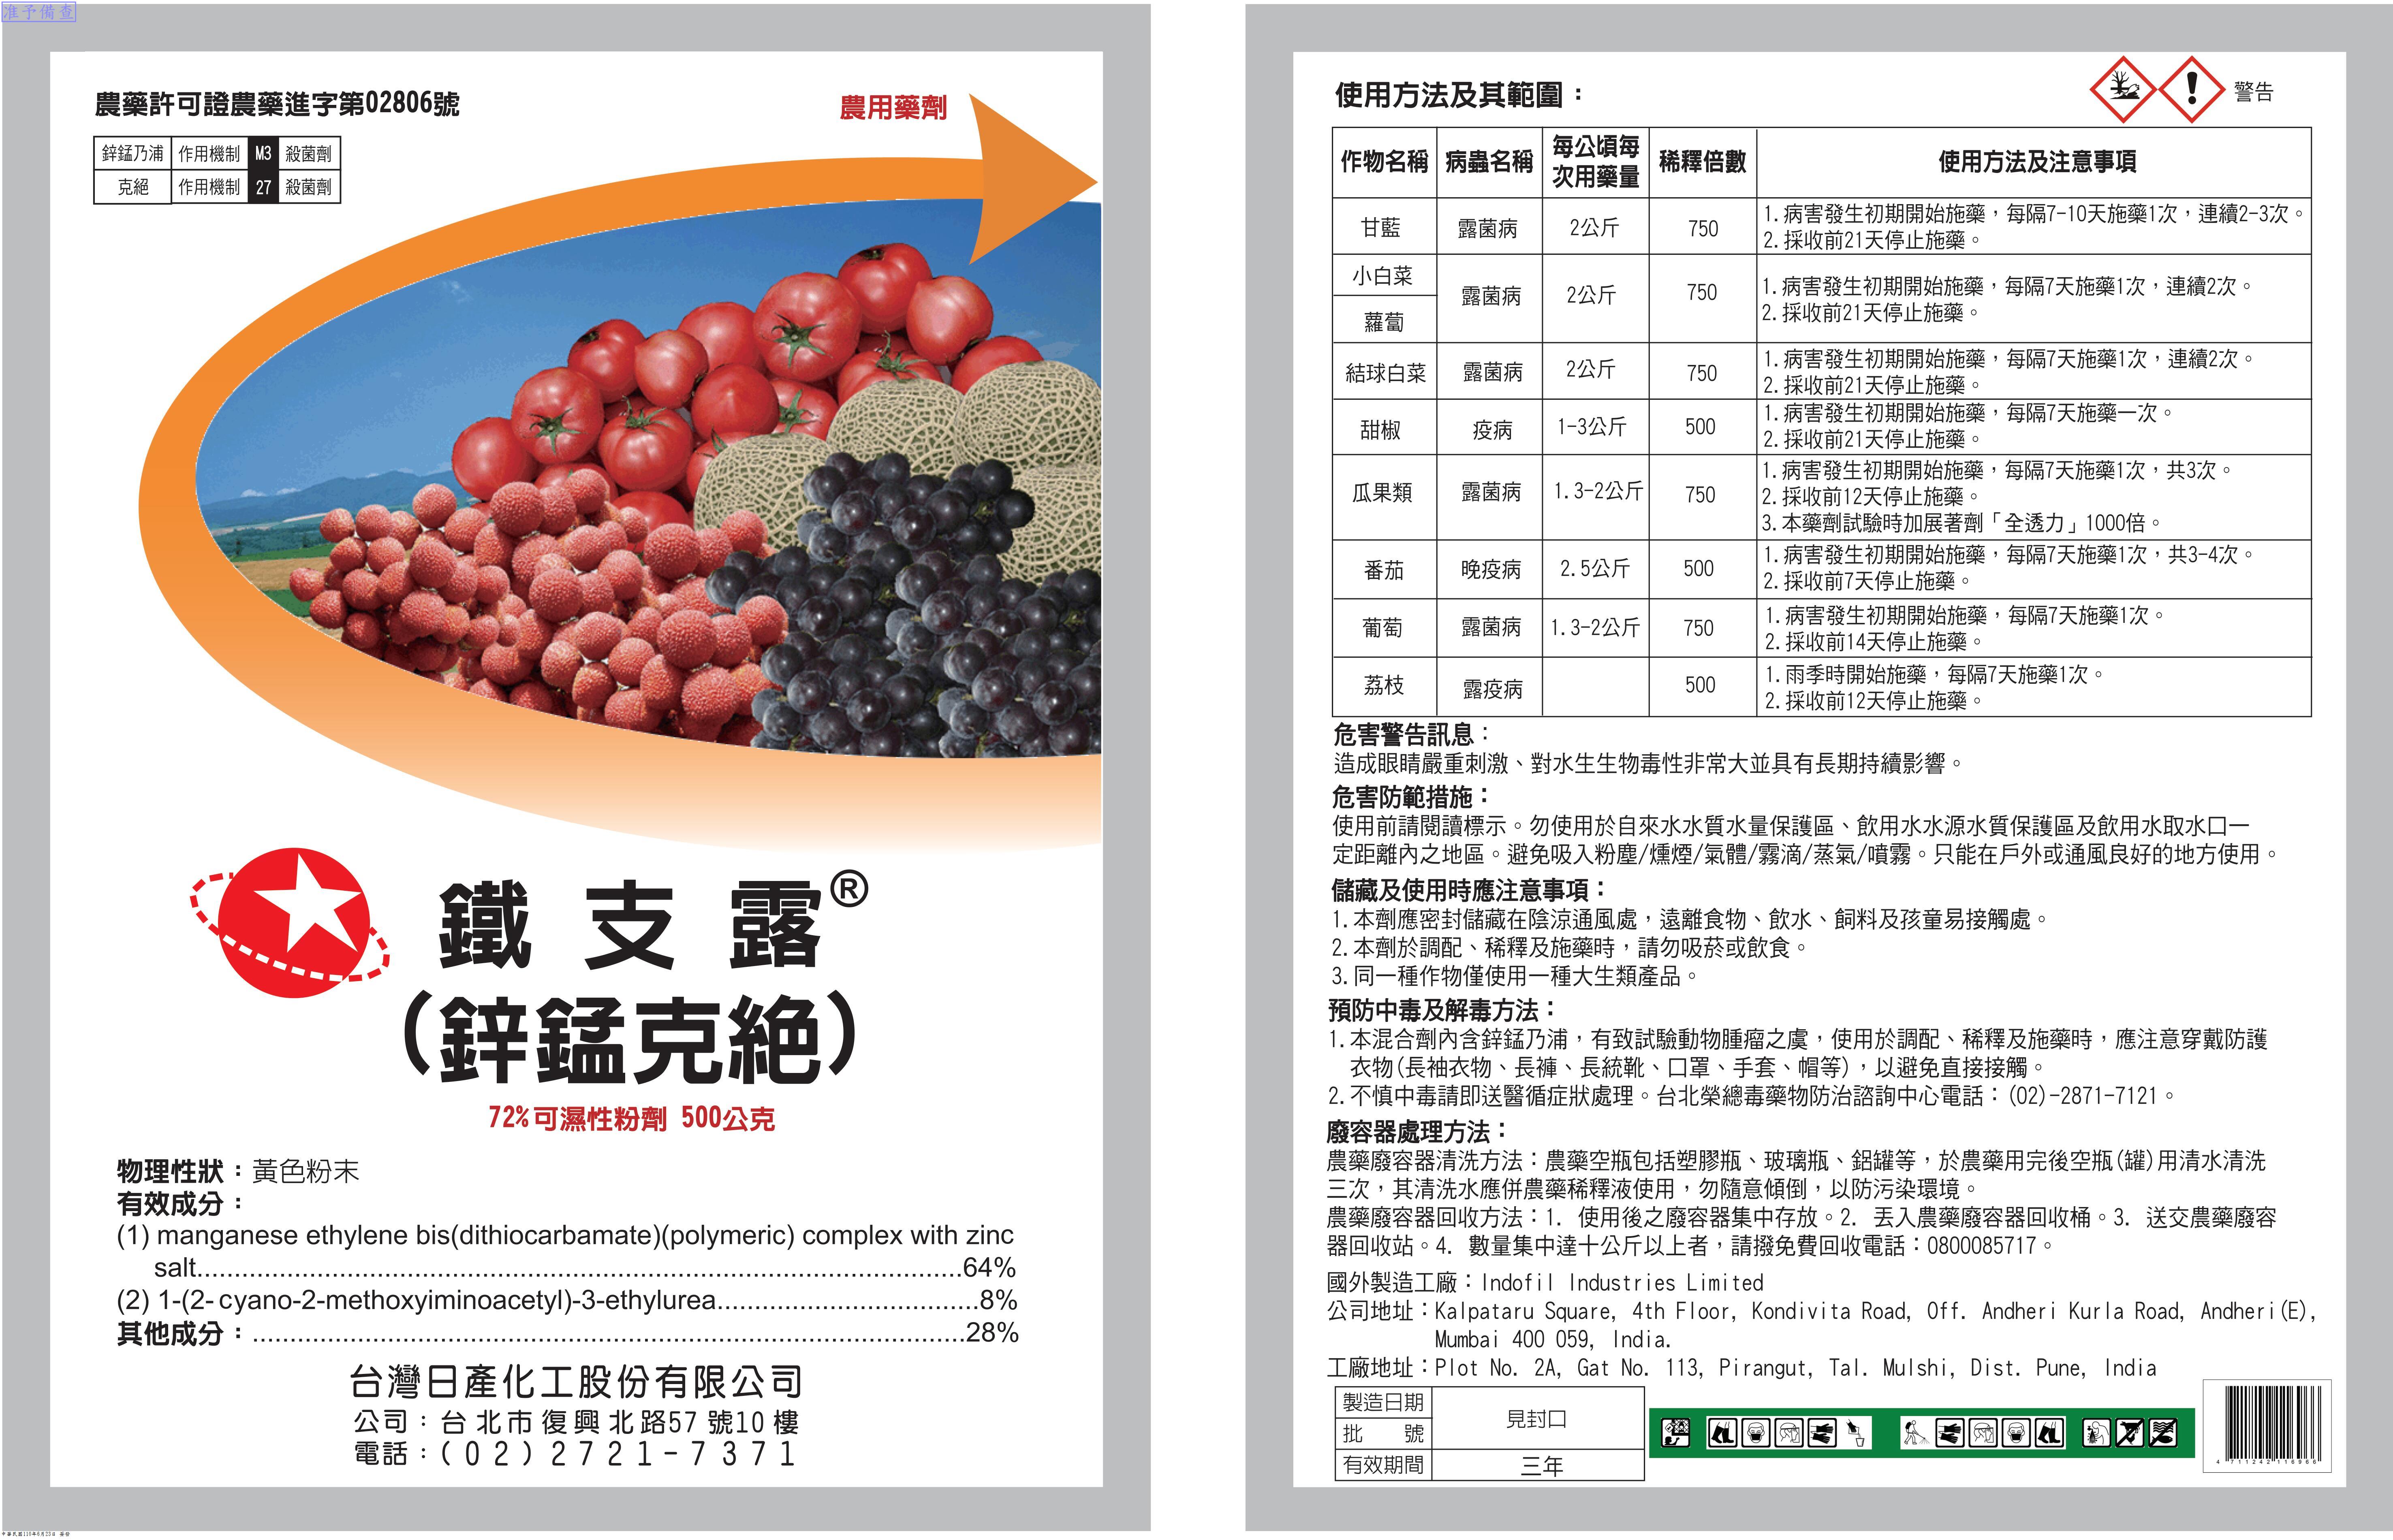 准予備查
農藥許可證農藥進字第02806號
農用藥劑
鋅錳乃浦 作用機制 M3 殺菌劑
克絕 作用機制 27 殺菌劑
鐵支露®
(鋅錳克絕)
72%可濕性粉劑 500公克
物理性狀：黃色粉末
有效成分：
(1) manganese ethylene bis(dithiocarbamate)(polymeric) complex with zinc
salt......64%
(2) 1-(2- cyano-2-methoxyiminoacetyl)-3-ethylurea......8%
其他成分：......28%
台灣日產化工股份有限公司
公司：台北市復興北路57號10樓
電話：(02)2721-7371
使用方法及其範圍：
警告
作物名稱 病蟲名稱 每公頃每次用藥量 稀釋倍數 使用方法及注意事項
甘藍 露菌病 2公斤 750 1.病害發生初期開始施藥，每隔7-10天施藥1次，連續2-3次。
2.採收前21天停止施藥。
小白菜
蘿蔔 露菌病 2公斤 750 1.病害發生初期開始施藥，每隔7天施藥1次，連續2次。
2.採收前21天停止施藥。
結球白菜 露菌病 2公斤 750 1.病害發生初期開始施藥，每隔7天施藥1次，連續2次。
2.採收前21天停止施藥。
甜椒 疫病 1-3公斤 500 1.病害發生初期開始施藥，每隔7天施藥一次。
2.採收前21天停止施藥。
瓜果類 露菌病 1.3-2公斤 750 1.病害發生初期開始施藥，每隔7天施藥1次，共3次。
2.採收前12天停止施藥。
3.本藥劑試驗時加展著劑「全透力」1000倍。
番茄 晚疫病 2.5公斤 500 1.病害發生初期開始施藥，每隔7天施藥1次，共3-4次。
2.採收前7天停止施藥。
葡萄 露菌病 1.3-2公斤 750 1.病害發生初期開始施藥，每隔7天施藥1次。
2.採收前14天停止施藥。
荔枝 露疫病 500 1.雨季時開始施藥，每隔7天施藥1次。
2.採收前12天停止施藥。
危害警告訊息：
造成眼睛嚴重刺激、對水生生物毒性非常大並具有長期持續影響。
危害防範措施：
使用前請閱讀標示。勿使用於自來水水質水量保護區、飲用水水源水質保護區及飲用水取水口一
定距離內之地區。避免吸入粉塵/燻煙/氣體/霧滴/蒸氣/噴霧。只能在戶外或通風良好的地方使用。
儲藏及使用時應注意事項：
1.本劑應密封儲藏在陰涼通風處，遠離食物、飲水、飼料及孩童易接觸處。
2.本劑於調配、稀釋及施藥時，請勿吸菸或飲食。
3.同一種作物僅使用一種大生類產品。
預防中毒及解毒方法：
1.本混合劑內含鋅錳乃浦，有致試驗動物腫瘤之虞，使用於調配、稀釋及施藥時，應注意穿戴防護
衣物(長袖衣物、長褲、長統靴、口罩、手套、帽等)，以避免直接接觸。
2.不慎中毒請即送醫循症狀處理。台北榮總毒藥物防治諮詢中心電話：(02)-2871-7121。
廢容器處理方法：
農藥廢容器清洗方法：農藥空瓶包括塑膠瓶、玻璃瓶、鋁罐等，於農藥用完後空瓶(罐)用清水清洗
三次，其清洗水應併農藥稀釋液使用，勿隨意傾倒，以防污染環境。
農藥廢容器回收方法：1. 使用後之廢容器集中存放。2. 丟入農藥廢容器回收桶。3. 送交農藥廢容
器回收站。4. 數量集中達十公斤以上者，請撥免費回收電話：0800085717。
國外製造工廠：Indofil Industries Limited
公司地址：Kalpataru Square, 4th Floor, Kondivita Road, Off. Andheri Kurla Road, Andheri(E),
Mumbai 400 059, India.
工廠地址：Plot No. 2A, Gat No. 113, Pirangut, Tal. Mulshi, Dist. Pune, India
製造日期
批 號 見封口
有效期間 三年
4 711242 116966